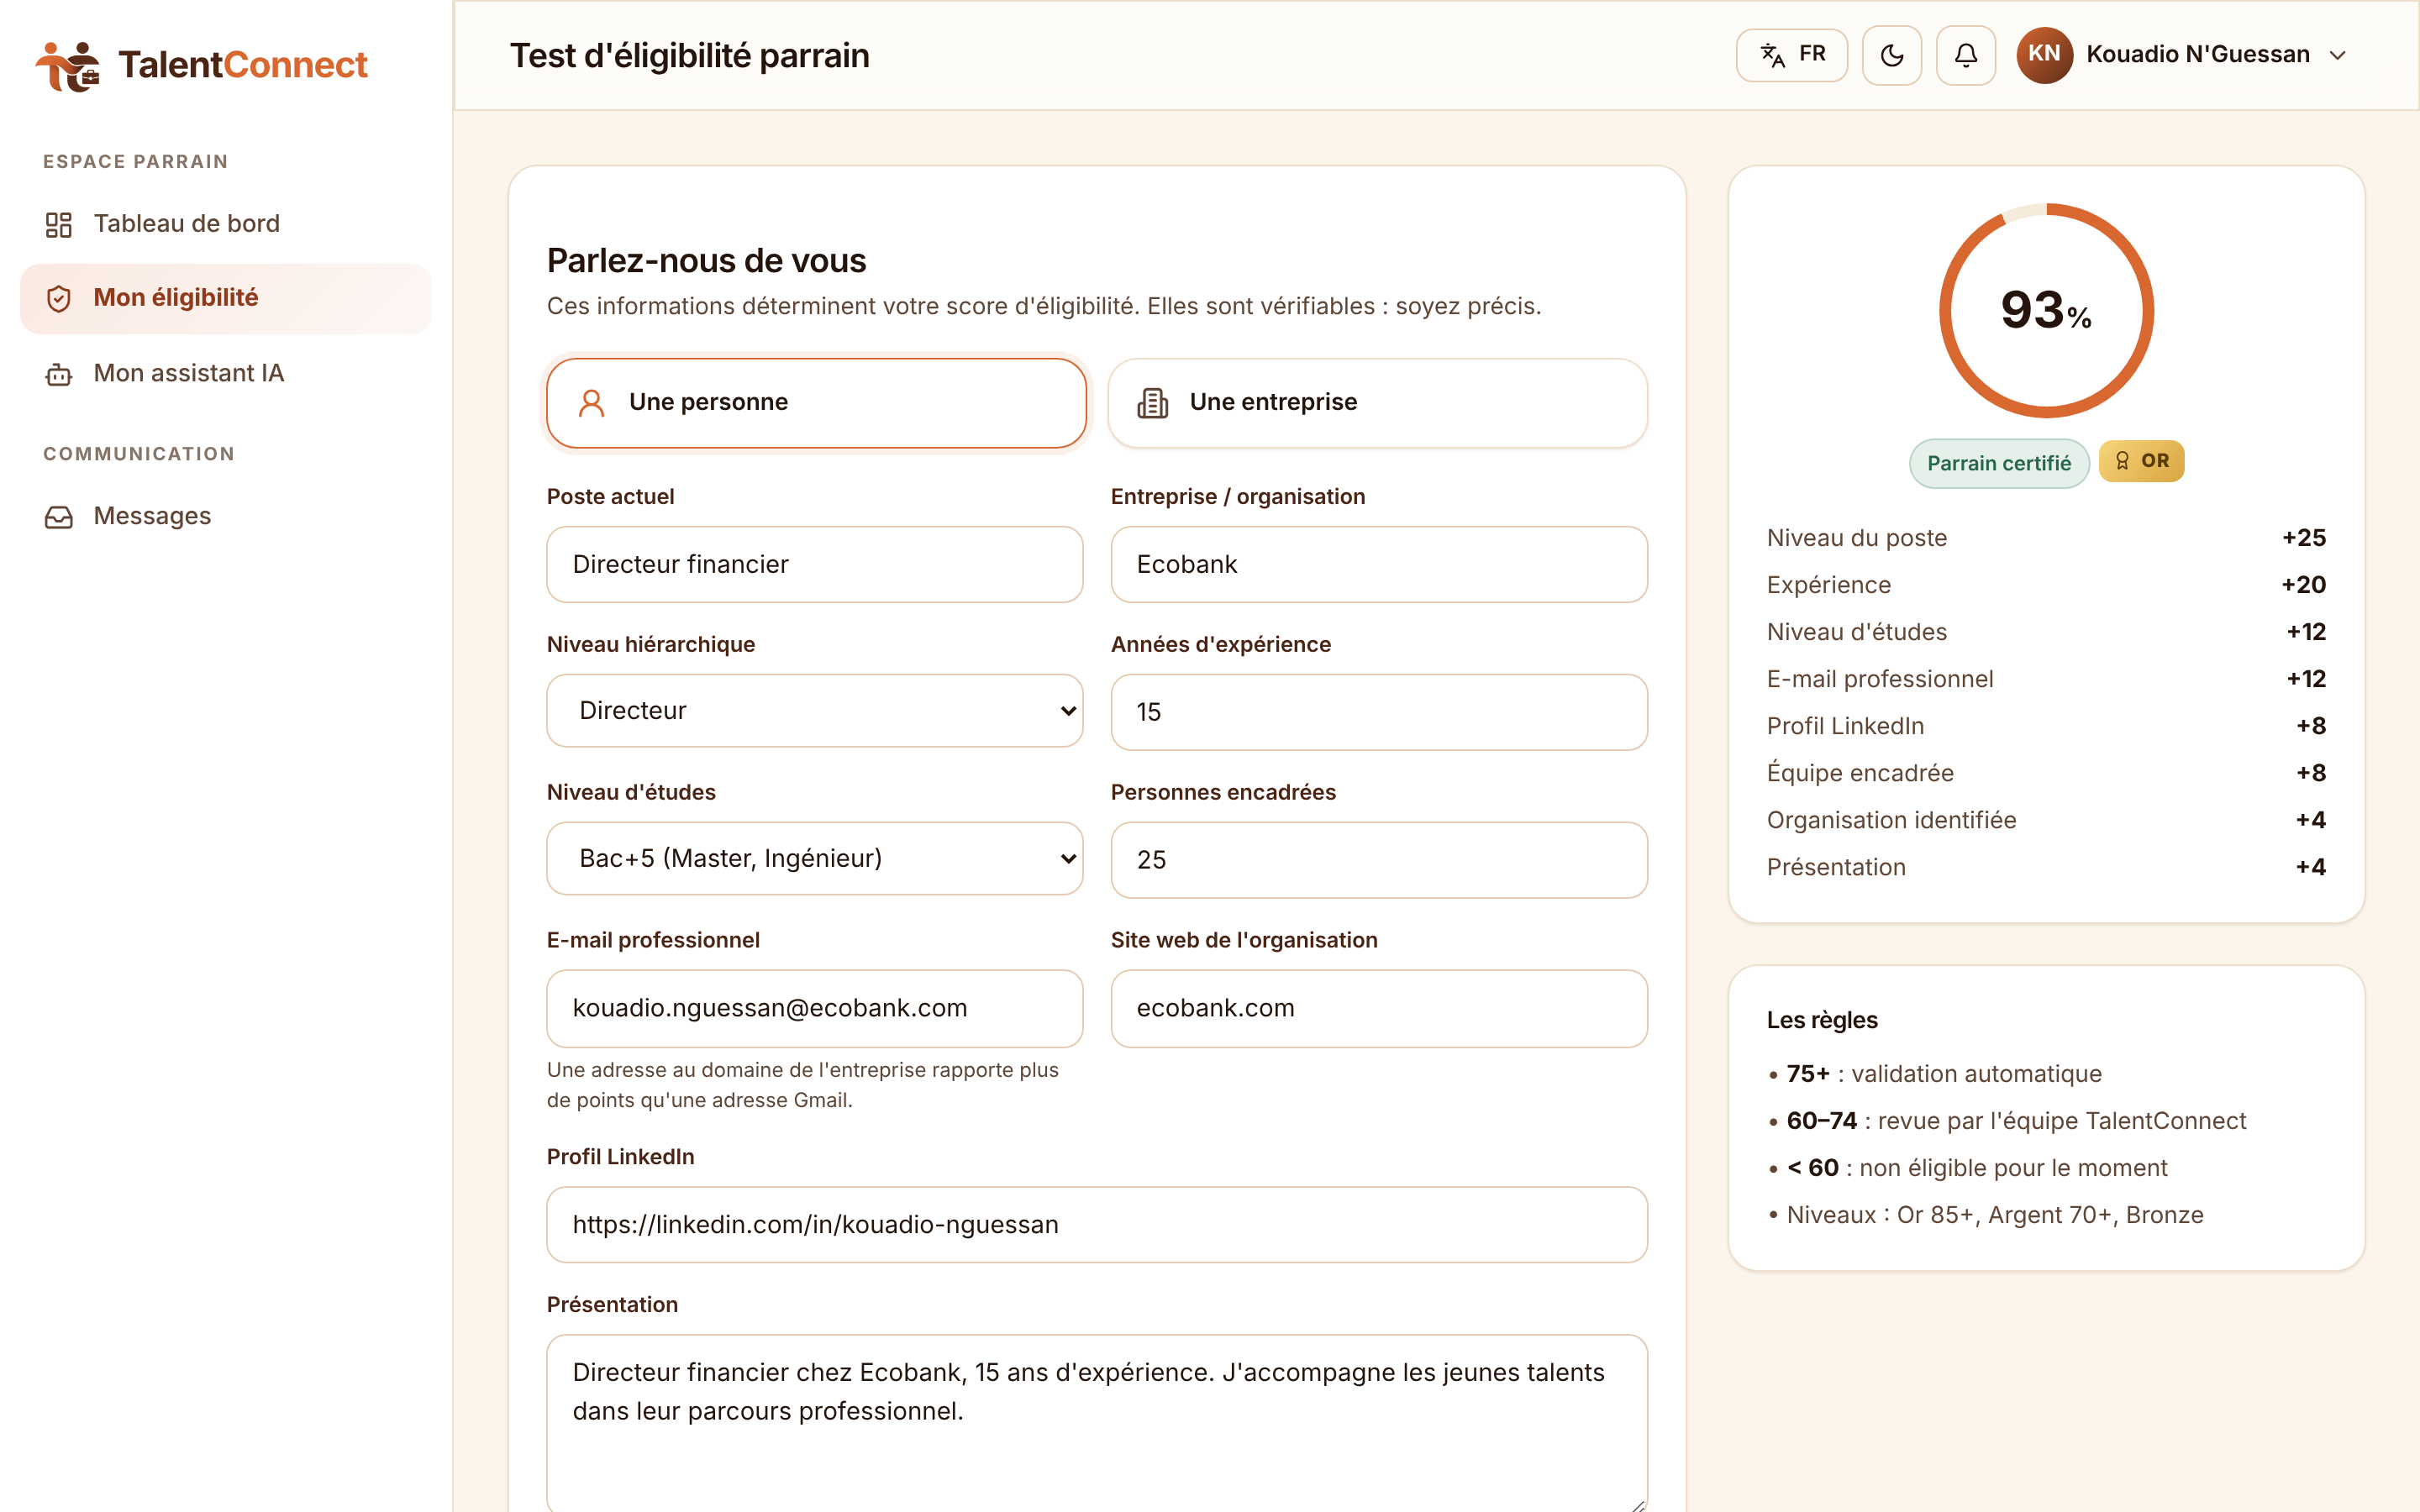 TalentConnect
ESPACE PARRAIN
Tableau de bord
Mon éligibilité
Mon assistant IA
COMMUNICATION
Messages
Test d'éligibilité parrain
FR
KN
Kouadio N'Guessan
Parlez-nous de vous
Ces informations déterminent votre score d'éligibilité. Elles sont vérifiables : soyez précis.
Une personne
Une entreprise
Poste actuel
Directeur financier
Entreprise / organisation
Ecobank
Niveau hiérarchique
Directeur
Années d'expérience
15
Niveau d'études
Bac+5 (Master, Ingénieur)
Personnes encadrées
25
E-mail professionnel
kouadio.nguessan@ecobank.com
Une adresse au domaine de l'entreprise rapporte plus
de points qu'une adresse Gmail.
Site web de l'organisation
ecobank.com
Profil LinkedIn
https://linkedin.com/in/kouadio-nguessan
Présentation
Directeur financier chez Ecobank, 15 ans d'expérience. J'accompagne les jeunes talents
dans leur parcours professionnel.
93%
Parrain certifié
OR
Niveau du poste +25
Expérience +20
Niveau d'études +12
E-mail professionnel +12
Profil LinkedIn +8
Équipe encadrée +8
Organisation identifiée +4
Présentation +4
Les règles
• 75+ : validation automatique
• 60–74 : revue par l'équipe TalentConnect
• < 60 : non éligible pour le moment
• Niveaux : Or 85+, Argent 70+, Bronze